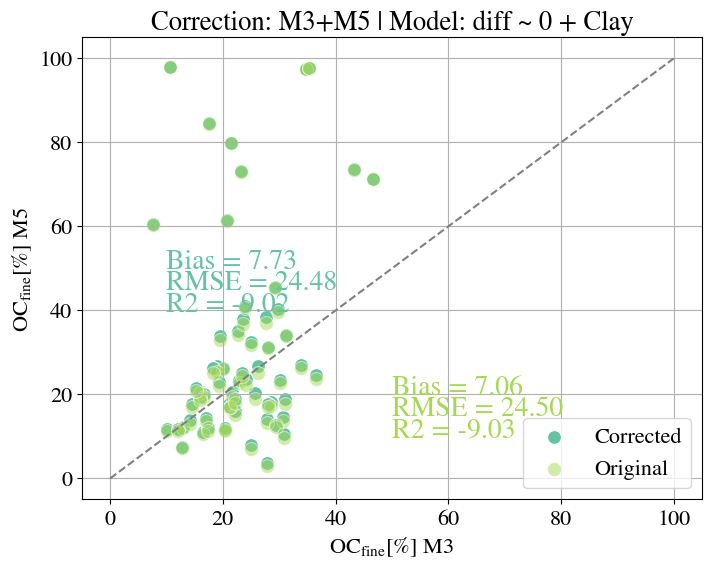 Correction: M3+M5 | Model: diff ~ 0 + Clay
100
80
60
40
20
0
OCfine[%] M5
Bias = 7.73
RMSE = 24.48
R2 = -9.02
Bias = 7.06
RMSE = 24.50
R2 = -9.03
Corrected
Original
0
20
40
60
80
100
OCfine[%] M3